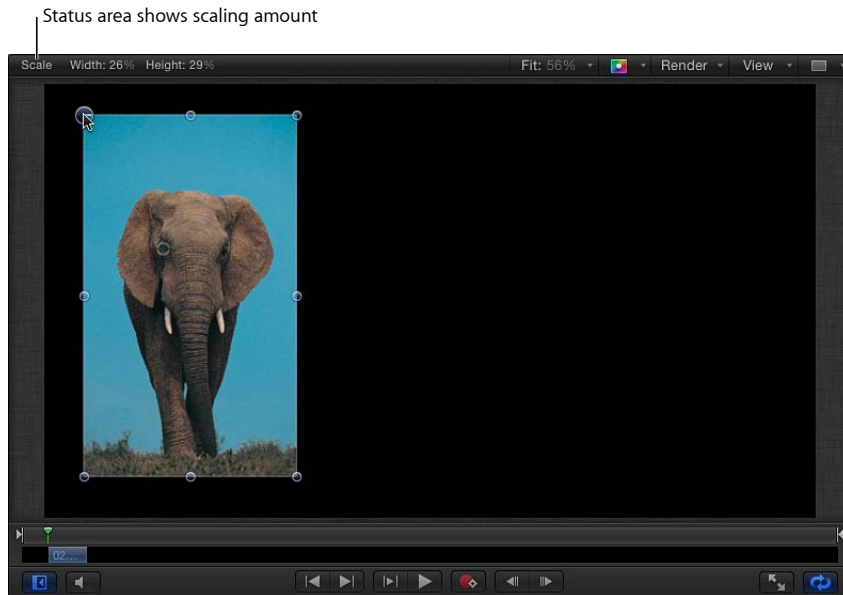 Status area shows scaling amount
Scale Width: 26% Height: 29% Fit: 56% Render View
02...